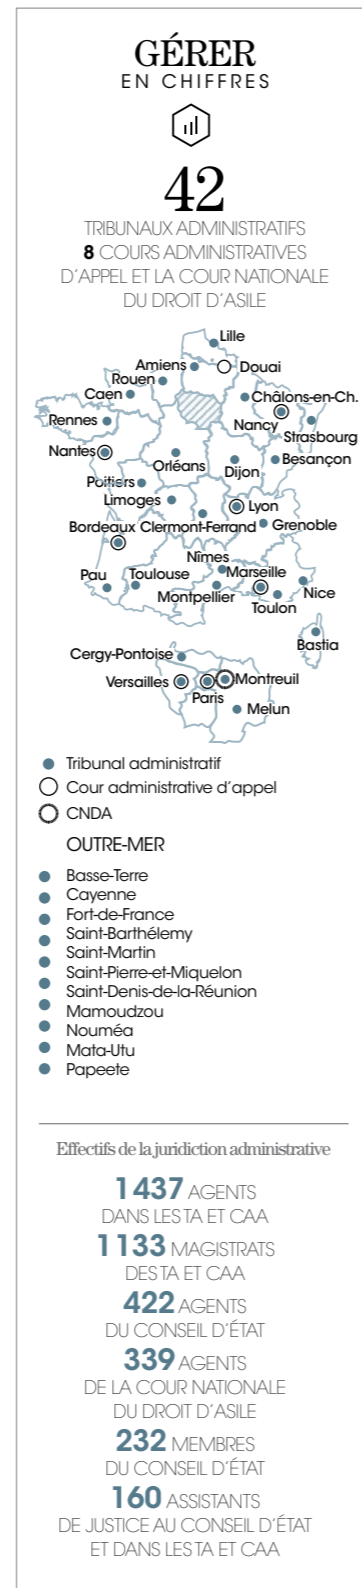 GÉRER
EN CHIFFRES
42
TRIBUNAUX ADMINISTRATIFS
8 COURS ADMINISTRATIVES
D'APPEL ET LA COUR NATIONALE
DU DROIT D'ASILE
Lille
Amiens
Douai
Rouen
Caen
Châlons-en-Ch.
Rennes
Nancy
Strasbourg
Nantes
Orléans
Dijon
Besançon
Poitiers
Limoges
Lyon
Bordeaux
Clermont-Ferrand
Grenoble
Nîmes
Pau
Toulouse
Marseille
Montpellier
Nice
Toulon
Bastia
Cergy-Pontoise
Versailles
Montreuil
Paris
Melun
Tribunal administratif
Cour administrative d'appel
CNDA
OUTRE-MER
Basse-Terre
Cayenne
Fort-de-France
Saint-Barthélemy
Saint-Martin
Saint-Pierre-et-Miquelon
Saint-Denis-de-la-Réunion
Mamoudzou
Nouméa
Mata-Utu
Papeete
Effectifs de la juridiction administrative
1437 AGENTS
DANS LES TA ET CAA
1133 MAGISTRATS
DES TA ET CAA
422 AGENTS
DU CONSEIL D'ÉTAT
339 AGENTS
DE LA COUR NATIONALE
DU DROIT D'ASILE
232 MEMBRES
DU CONSEIL D'ÉTAT
160 ASSISTANTS
DE JUSTICE AU CONSEIL D'ÉTAT
ET DANS LES TA ET CAA